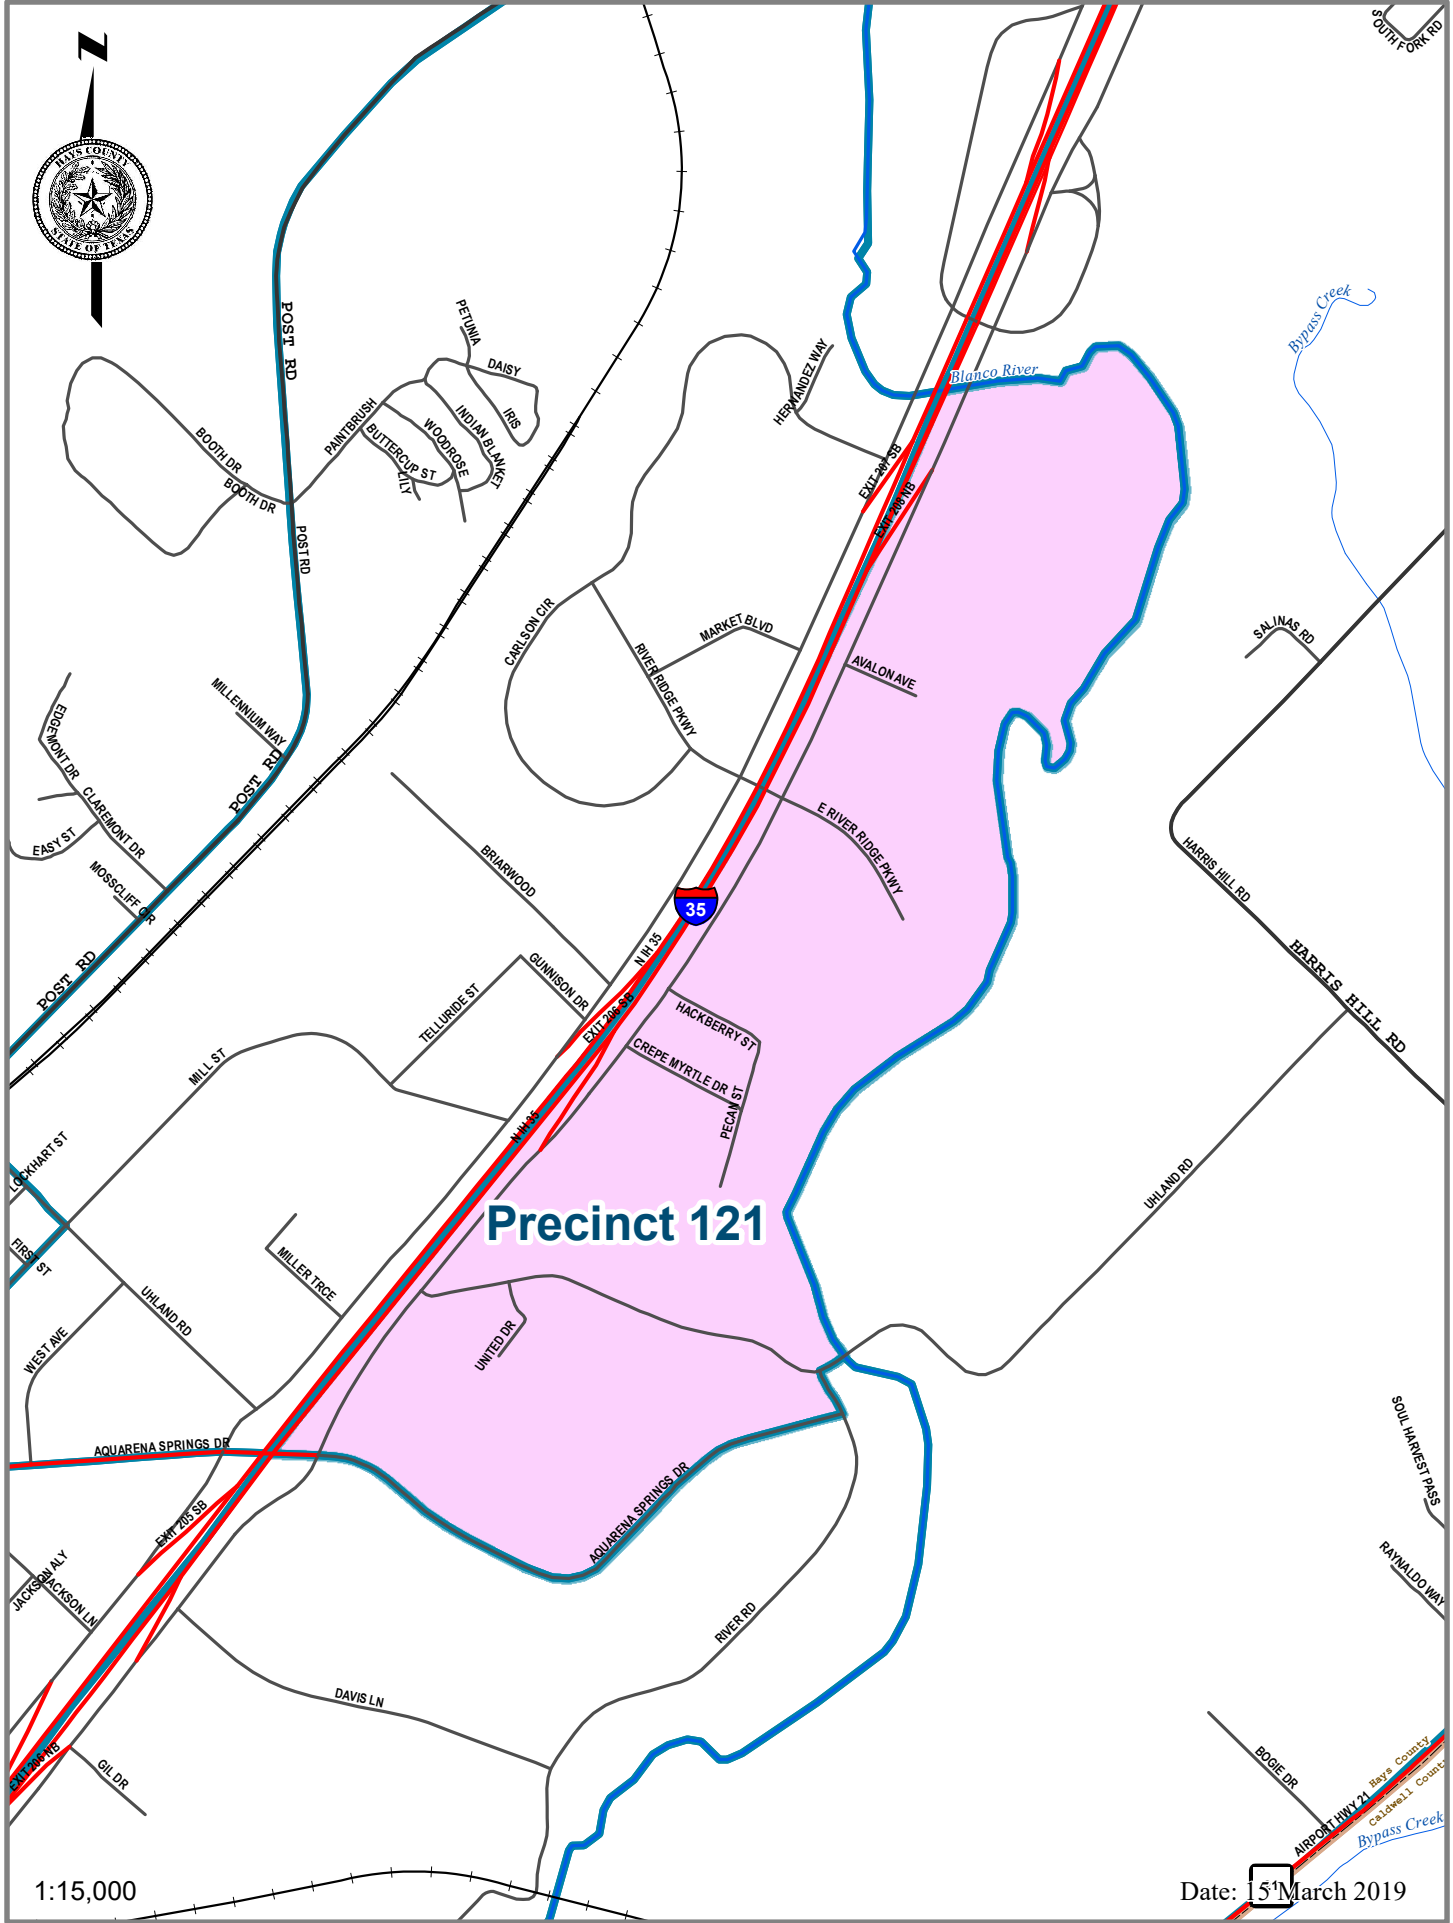 SOUTH FORK RD
N
HAYS COUNTY
STATE OF TEXAS
POST RD
PETUNIA
DAISY
IRIS
INDIAN BLANKET
WOODROSE
PAINTBRUSH
BUTTERCUP ST
LILY
BOOTH DR
BOOTH DR
POST RD
HERNANDEZ WAY
Blanco River
Bypass Creek
EXIT 207 SB
EXIT 208 NB
CARLSON CIR
MARKET BLVD
RIVER RIDGE PKWY
AVALON AVE
SALINAS RD
MILLENNIUM WAY
EDGEMONT DR
POST RD
CLAREMONT DR
EASY ST
MOSSCLIFF CIR
POST RD
BRIARWOOD
E RIVER RIDGE PKWY
HARRIS HILL RD
HARRIS HILL RD
35
N IH 35
GUNNISON DR
EXIT 206 SB
TELLURIDE ST
HACKBERRY ST
CREPE MYRTLE DR
PECAN ST
MILL ST
N IH 35
LOCKHART ST
UHLAND RD
Precinct 121
FIRST ST
MILLER TRCE
UHLAND RD
WEST AVE
UNITED DR
AQUARENA SPRINGS DR
AQUARENA SPRINGS DR
SOUL HARVEST PASS
EXIT 205 SB
JACKSON ALY
JACKSON LN
RAYNALDO WAY
RIVER RD
DAVIS LN
EXIT 206 NB
GIL DR
BOGIE DR
Hays County
Caldwell Count
AIRPORT HWY 21
Bypass Creek
1:15,000
Date: 15 March 2019